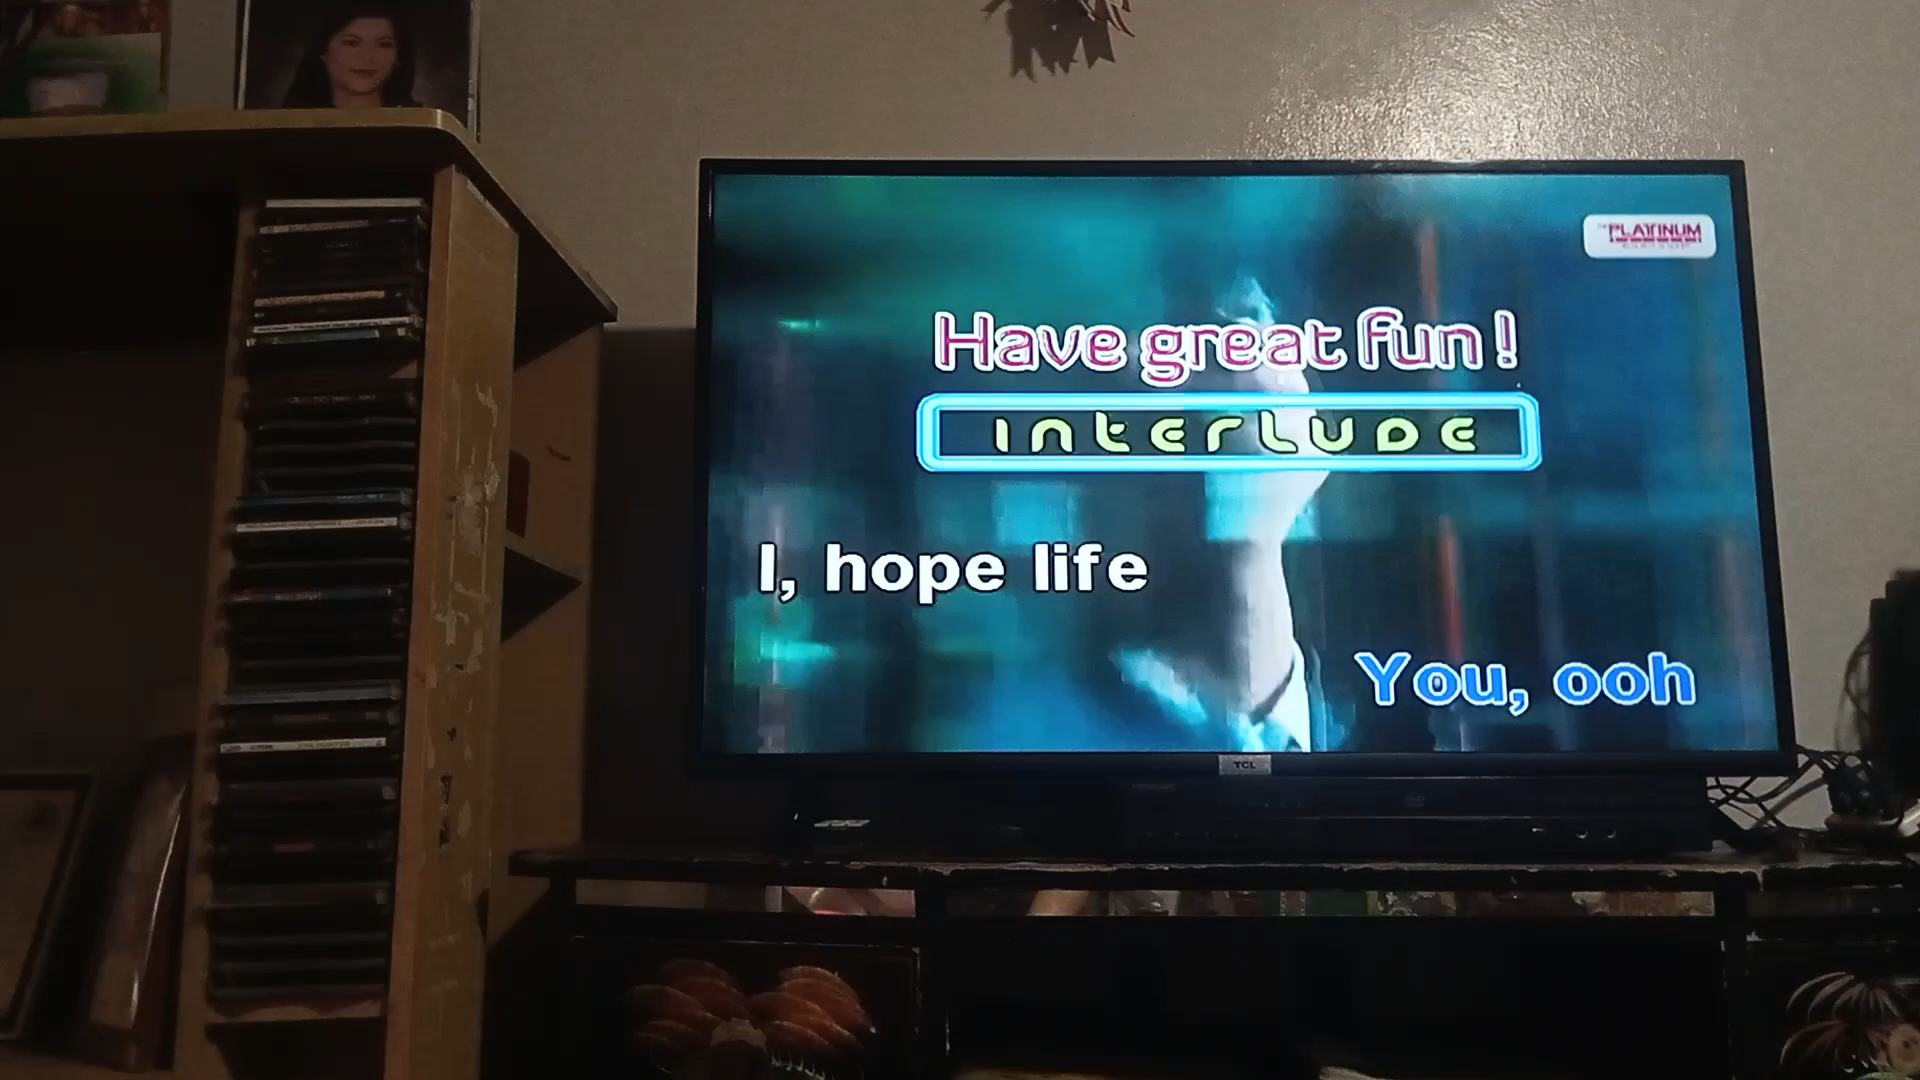 PLATINUM
Have great fun!
INTERLUDE
I, hope life
You, ooh
TCL